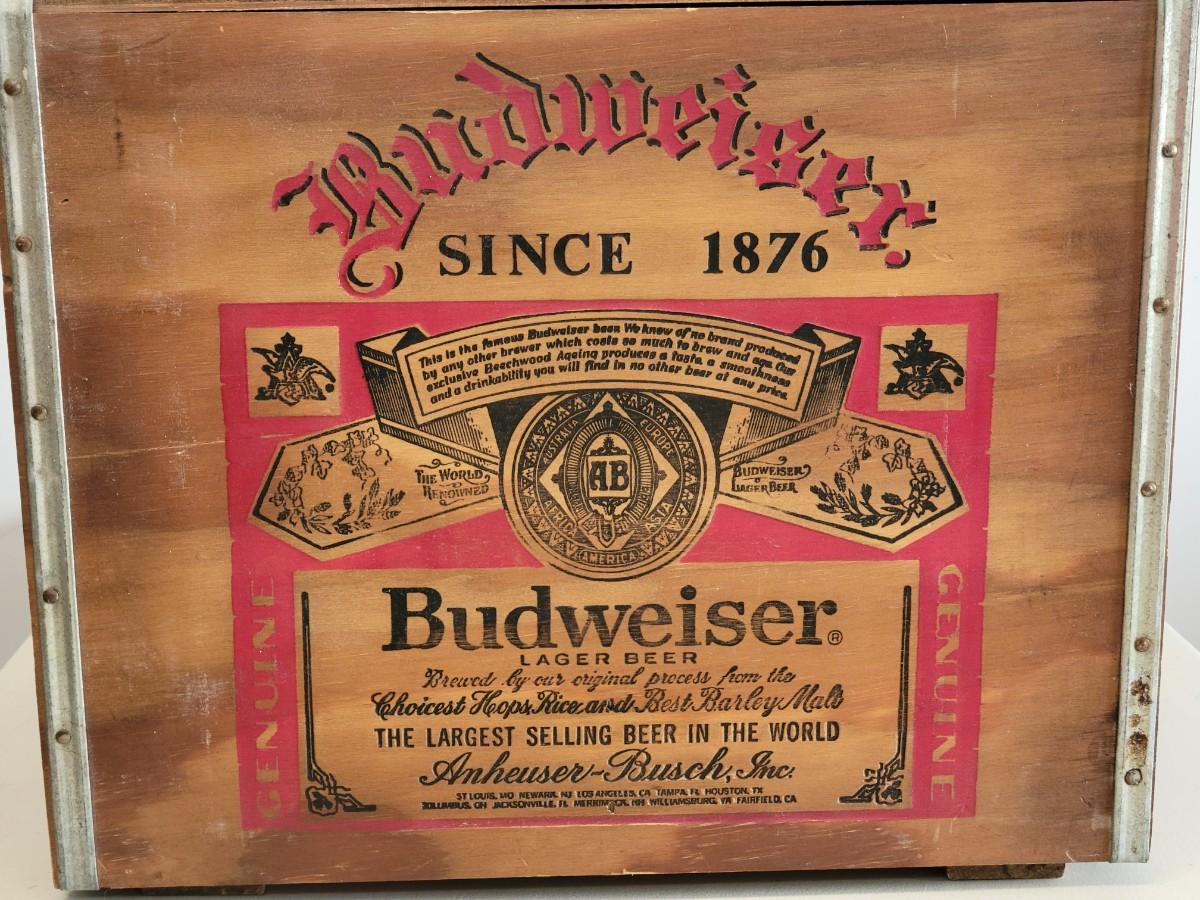 Budweiser
SINCE 1876
This is the famous Budweiser beer. We know of no brand produced
by any other brewer which costs so much to brew and age. Our
exclusive Beechwood Ageing produces a taste, a smoothness
and a drinkability you will find in no other beer at any price.
AUSTRALIA
EUROPE
AB
AFRICA
ASIA
AMERICA
THE WORLD
RENOWNED
BUDWEISER
LAGER BEER
GENUINE
GENUINE
Budweiser®
LAGER BEER
Brewed by our original process from the
Choicest Hops, Rice and Best Barley Malt
THE LARGEST SELLING BEER IN THE WORLD
Anheuser-Busch, Inc.
ST LOUIS, MO NEWARK, NJ LOS ANGELES, CA TAMPA, FL HOUSTON, TX
COLUMBUS, OH JACKSONVILLE, FL MERRIMACK, NH WILLIAMSBURG, VA FAIRFIELD, CA